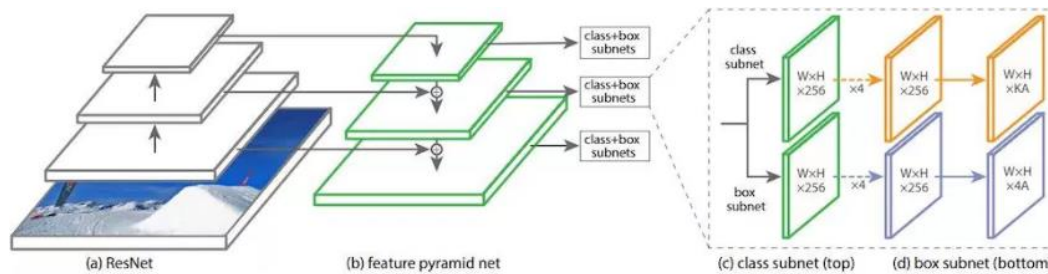 class+box
subnets
class+box
subnets
class+box
subnets
class
subnet
W×H
×256
×4
W×H
×256
W×H
×KA
box
subnet
W×H
×256
×4
W×H
×256
W×H
×4A
(a) ResNet
(b) feature pyramid net
(c) class subnet (top)
(d) box subnet (bottom